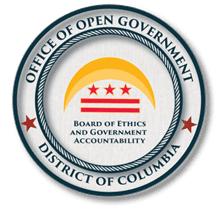 OFFICE OF OPEN GOVERNMENT
BOARD OF ETHICS
AND GOVERNMENT
ACCOUNTABILITY
DISTRICT OF COLUMBIA